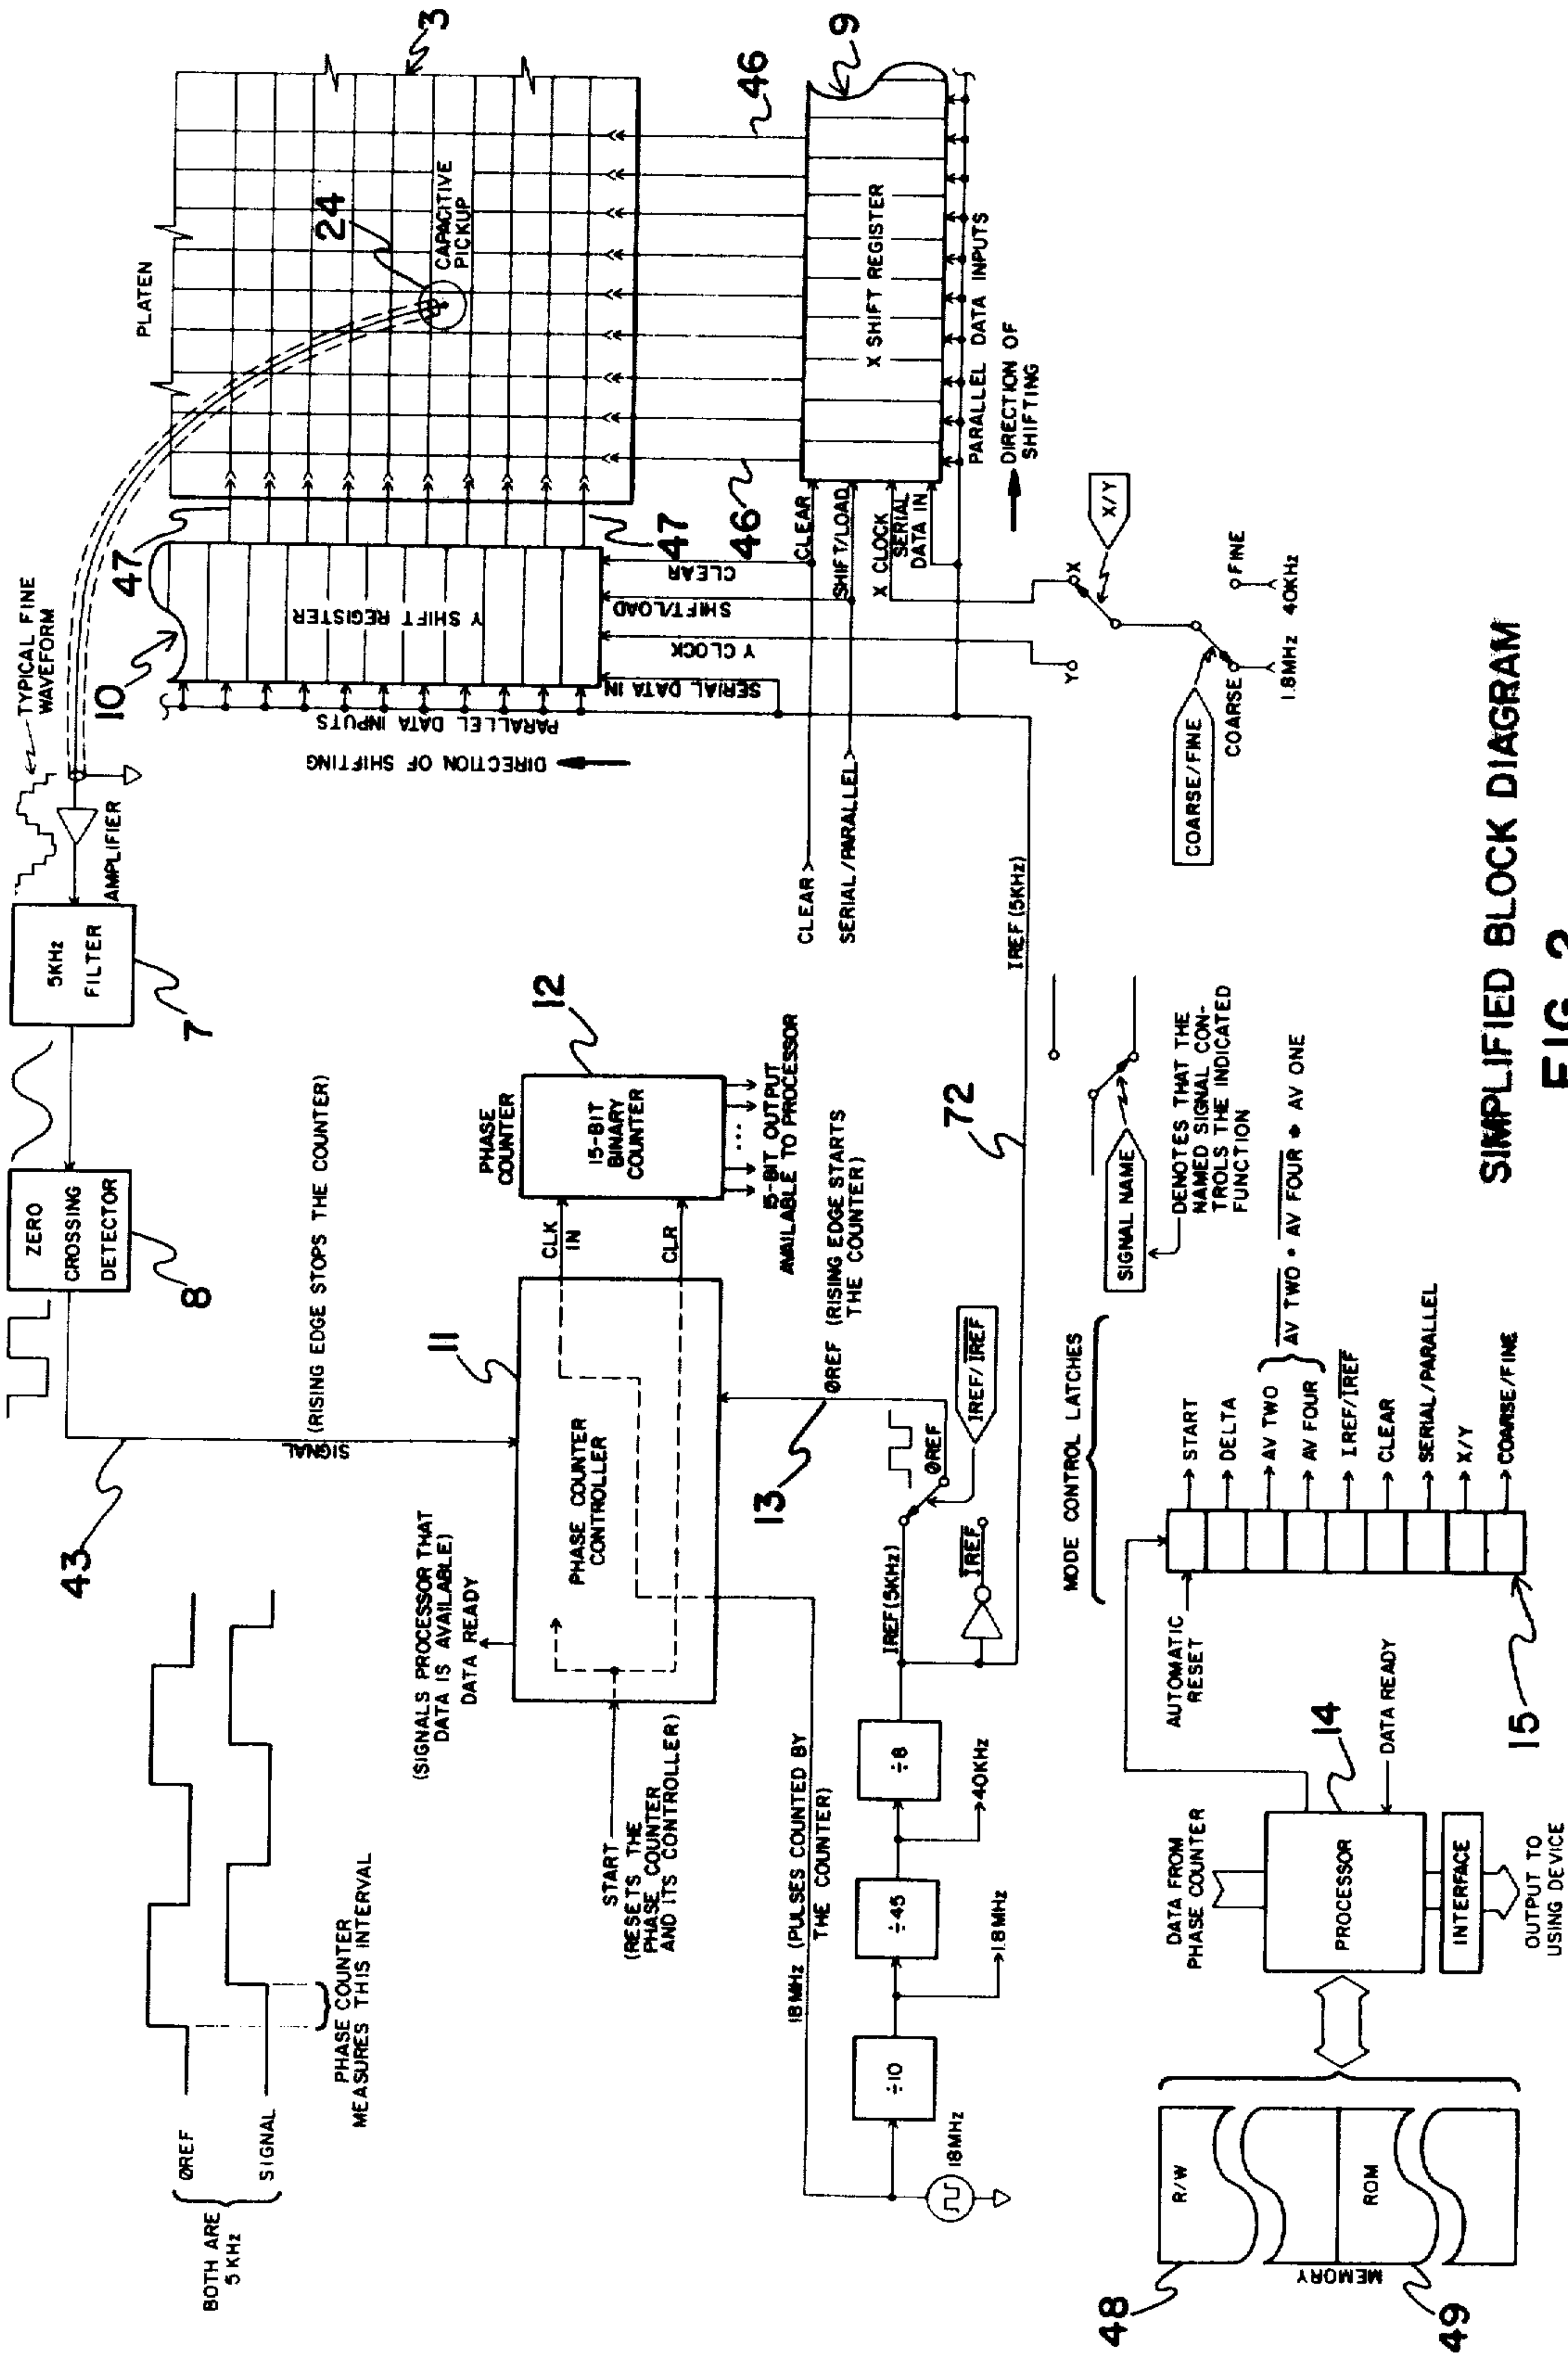 BOTH ARE
5 KHz
ØREF
SIGNAL
PHASE COUNTER
MEASURES THIS INTERVAL
43
SIGNAL
(RISING EDGE STOPS THE COUNTER)
ZERO
CROSSING
DETECTOR
8
5KHz
FILTER
7
AMPLIFIER
TYPICAL FINE
WAVEFORM
PLATEN
3
24
CAPACITIVE
PICKUP
10
47
47
Y SHIFT REGISTER
PARALLEL DATA INPUTS
DIRECTION OF SHIFTING
SERIAL DATA IN
Y CLOCK
SHIFT/LOAD
CLEAR
46
46
9
X SHIFT REGISTER
CLEAR
SHIFT/LOAD
X CLOCK
SERIAL
DATA IN
PARALLEL DATA INPUTS
DIRECTION OF
SHIFTING
CLEAR
SERIAL/PARALLEL
IREF (5KHz)
72
Y
X
X/Y
COARSE/FINE
COARSE
FINE
1.8MHz
40KHz
(SIGNALS PROCESSOR THAT
DATA IS AVAILABLE)
DATA READY
11
PHASE COUNTER
CONTROLLER
START
(RESETS THE
PHASE COUNTER
AND ITS CONTROLLER)
CLK
IN
CLR
PHASE
COUNTER
12
15-BIT
BINARY
COUNTER
...
15-BIT OUTPUT
AVAILABLE TO PROCESSOR
ØREF (RISING EDGE STARTS
THE COUNTER)
13
18MHz (PULSES COUNTED BY
THE COUNTER)
18MHz
÷10
1.8MHz
÷45
40KHz
÷8
IREF(5KHz)
IREF
ØREF
IREF/IREF
SIGNAL NAME
DENOTES THAT THE
NAMED SIGNAL CON-
TROLS THE INDICATED
FUNCTION
48
49
MEMORY
R/W
ROM
DATA FROM
PHASE COUNTER
PROCESSOR
14
DATA READY
INTERFACE
OUTPUT TO
USING DEVICE
AUTOMATIC
RESET
15
MODE CONTROL LATCHES
START
DELTA
AV TWO
AV FOUR
AV TWO • AV FOUR ⇒ AV ONE
IREF/IREF
CLEAR
SERIAL/PARALLEL
X/Y
COARSE/FINE
SIMPLIFIED BLOCK DIAGRAM